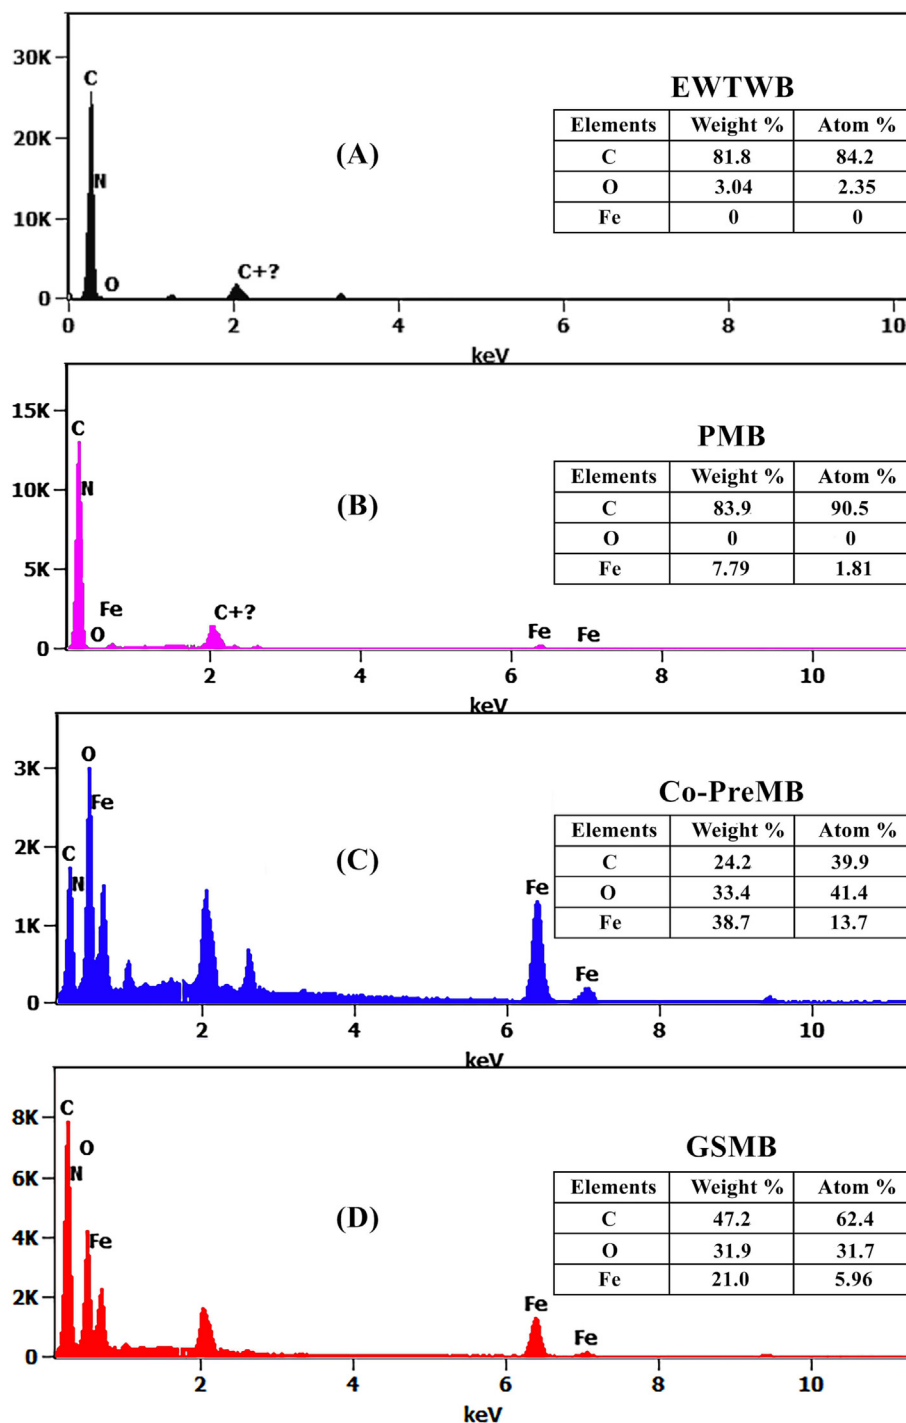 30K
20K
10K
0
C
N
O
C+?
(A)
EWTWB
Elements Weight % Atom %
C 81.8 84.2
O 3.04 2.35
Fe 0 0
0 2 4 6 8 10
keV
15K
10K
5K
0
C
N
Fe
O
C+?
Fe Fe
(B)
PMB
Elements Weight % Atom %
C 83.9 90.5
O 0 0
Fe 7.79 1.81
2 4 6 8 10
keV
3K
2K
1K
0
O
Fe
C
N
Fe
Fe
(C)
Co-PreMB
Elements Weight % Atom %
C 24.2 39.9
O 33.4 41.4
Fe 38.7 13.7
2 4 6 8 10
keV
8K
6K
4K
2K
0
C
O
N
Fe
Fe
Fe
(D)
GSMB
Elements Weight % Atom %
C 47.2 62.4
O 31.9 31.7
Fe 21.0 5.96
2 4 6 8 10
keV